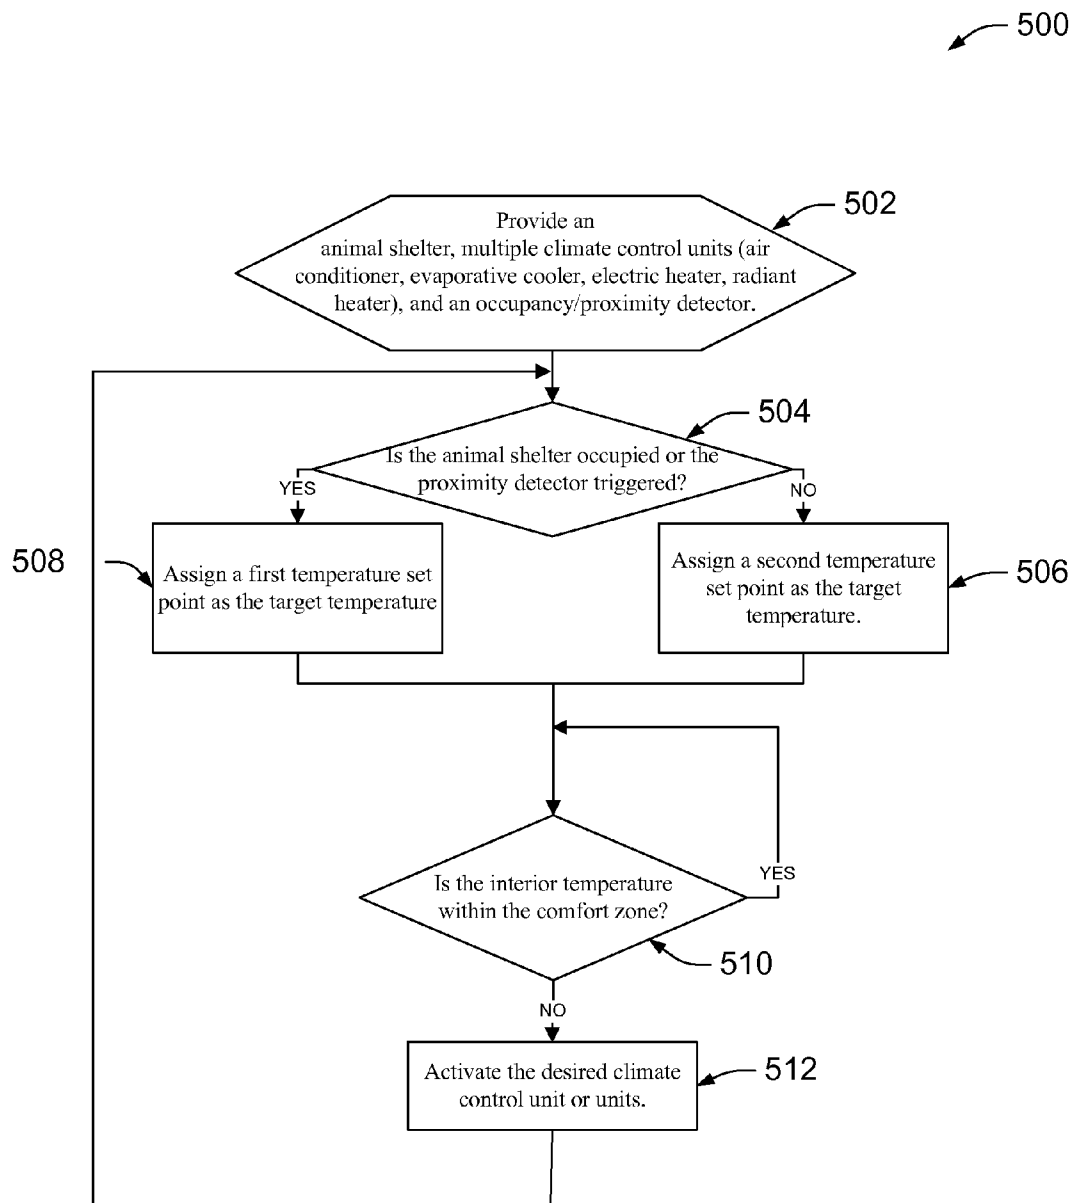 500
502
Provide an
animal shelter, multiple climate control units (air
conditioner, evaporative cooler, electric heater, radiant
heater), and an occupancy/proximity detector.
504
Is the animal shelter occupied or the
proximity detector triggered?
YES
NO
508
Assign a first temperature set
point as the target temperature
506
Assign a second temperature
set point as the target
temperature.
YES
Is the interior temperature
within the comfort zone?
510
NO
512
Activate the desired climate
control unit or units.